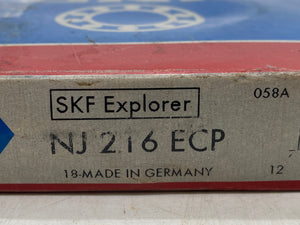 SKF Explorer
058A
NJ 216 ECP
18-MADE IN GERMANY
12